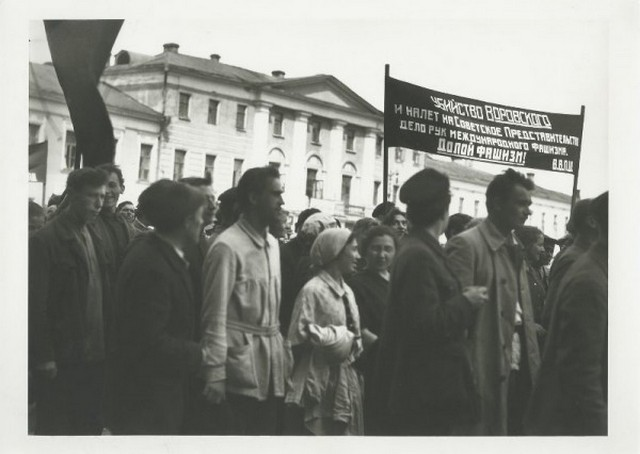 УБИЙСТВО ВОРОВСКОГО
И НАЛЕТ НА СОВЕТСКОЕ ПРЕДСТАВИТЕЛЬСТВО
ДЕЛО РУК МЕЖДУНАРОДНОГО ФАШИЗМА.
ДОЛОЙ ФАШИЗМ!